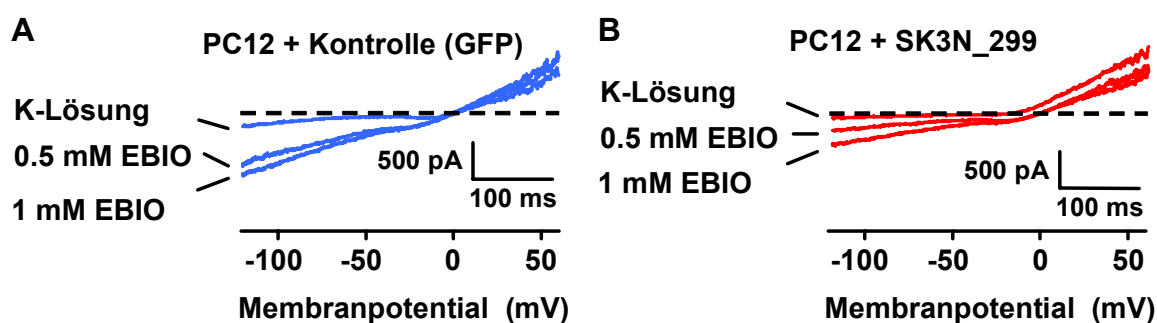 A
PC12 + Kontrolle (GFP)
K-Lösung
0.5 mM EBIO
1 mM EBIO
500 pA
100 ms
-100 -50 0 50
Membranpotential (mV)
B
PC12 + SK3N_299
K-Lösung
0.5 mM EBIO
1 mM EBIO
500 pA
100 ms
-100 -50 0 50
Membranpotential (mV)